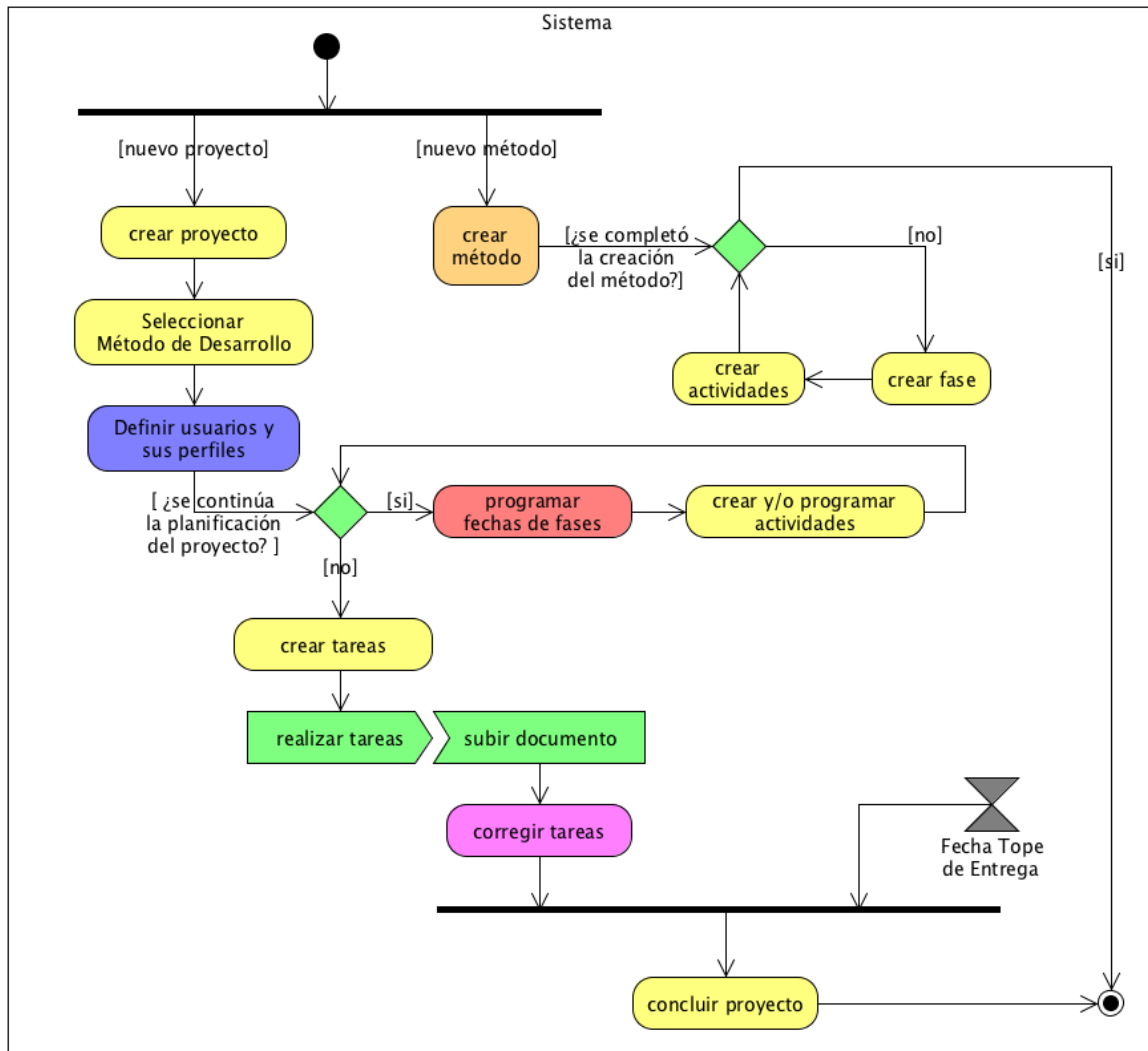 Sistema
[nuevo proyecto]
[nuevo método]
crear proyecto
crear
método
[¿se completó
la creación
del método?]
[no]
[si]
Seleccionar
Método de Desarrollo
crear
actividades
crear fase
Definir usuarios y
sus perfiles
[ ¿se continúa
la planificación
del proyecto? ]
[si]
programar
fechas de fases
crear y/o programar
actividades
[no]
crear tareas
realizar tareas
subir documento
corregir tareas
Fecha Tope
de Entrega
concluir proyecto